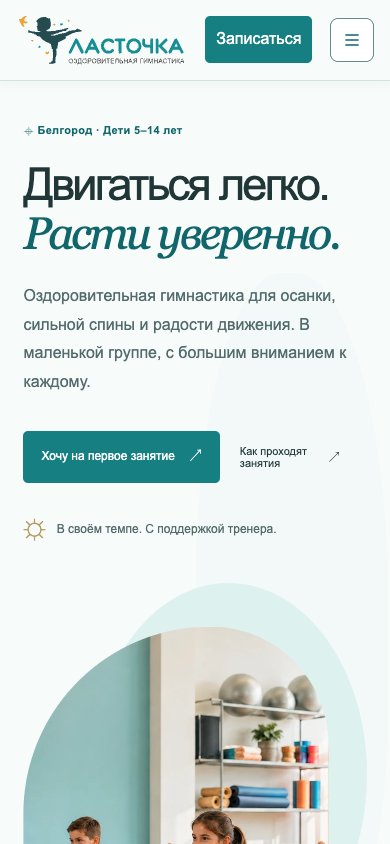 ЛАСТОЧКА
ОЗДОРОВИТЕЛЬНАЯ ГИМНАСТИКА
Записаться
Белгород · Дети 5–14 лет
Двигаться легко.
Расти уверенно.
Оздоровительная гимнастика для осанки,
сильной спины и радости движения. В
маленькой группе, с большим вниманием к
каждому.
Хочу на первое занятие
Как проходят
занятия
В своём темпе. С поддержкой тренера.